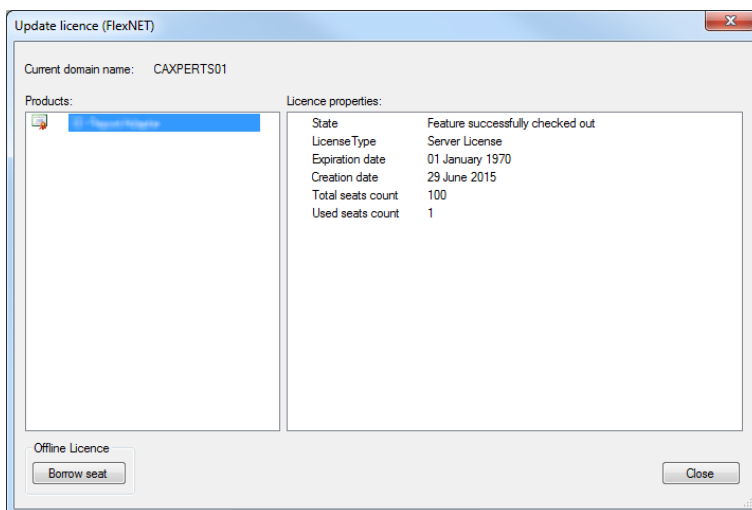 Update licence (FlexNET)
Current domain name: CAXPERTS01
Products:
Licence properties:
State Feature successfully checked out
LicenseType Server License
Expiration date 01 January 1970
Creation date 29 June 2015
Total seats count 100
Used seats count 1
Offline Licence
Borrow seat
Close